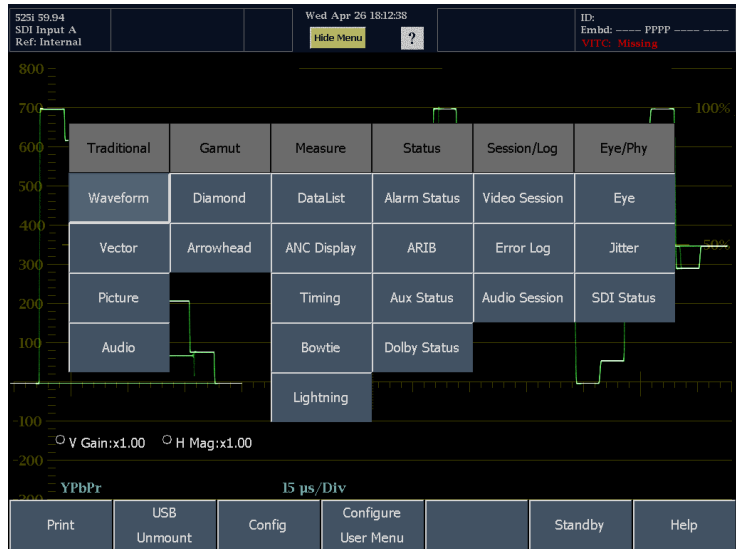 525i 59.94
SDI Input A
Ref: Internal
Wed Apr 26 18:12:38
Hide Menu
?
ID:
Embd: ---- PPPP ---- ----
VITC: Missing
800
700
100%
600
Traditional Gamut Measure Status Session/Log Eye/Phy
500
Waveform Diamond DataList Alarm Status Video Session Eye
400
Vector Arrowhead ANC Display ARIB Error Log Jitter
50%
300
Picture Timing Aux Status Audio Session SDI Status
200
Audio Bowtie Dolby Status
100
Lightning
-100
V Gain:x1.00 H Mag:x1.00
-200
YPbPr 15 µs/Div
-300
Print
USB
Unmount
Config
Configure
User Menu
Standby
Help